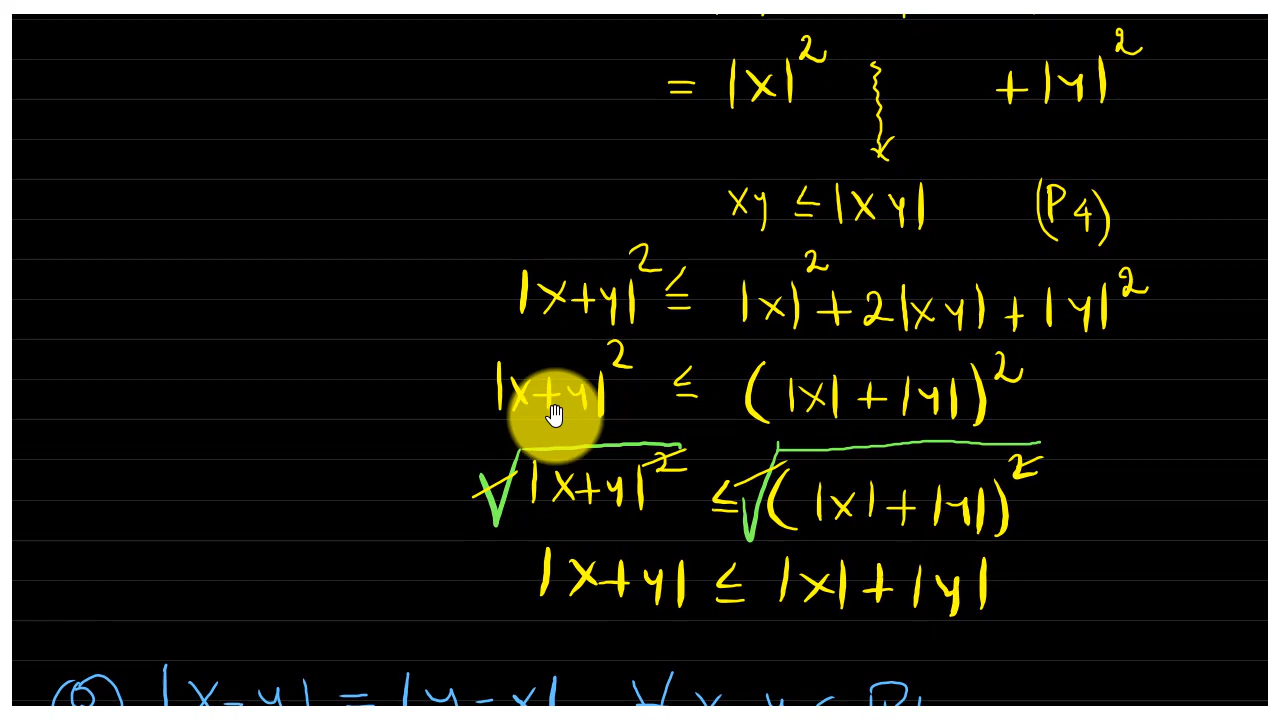 = |x|² + |y|²
xy ≤ |xy| (P4)
|x+y|² ≤ |x|² + 2|xy| + |y|²
|x+y|² ≤ (|x| + |y|)²
√|x+y|² ≤ √(|x| + |y|)²
|x+y| ≤ |x| + |y|
|x-y| = |y-x| ∀ x, y